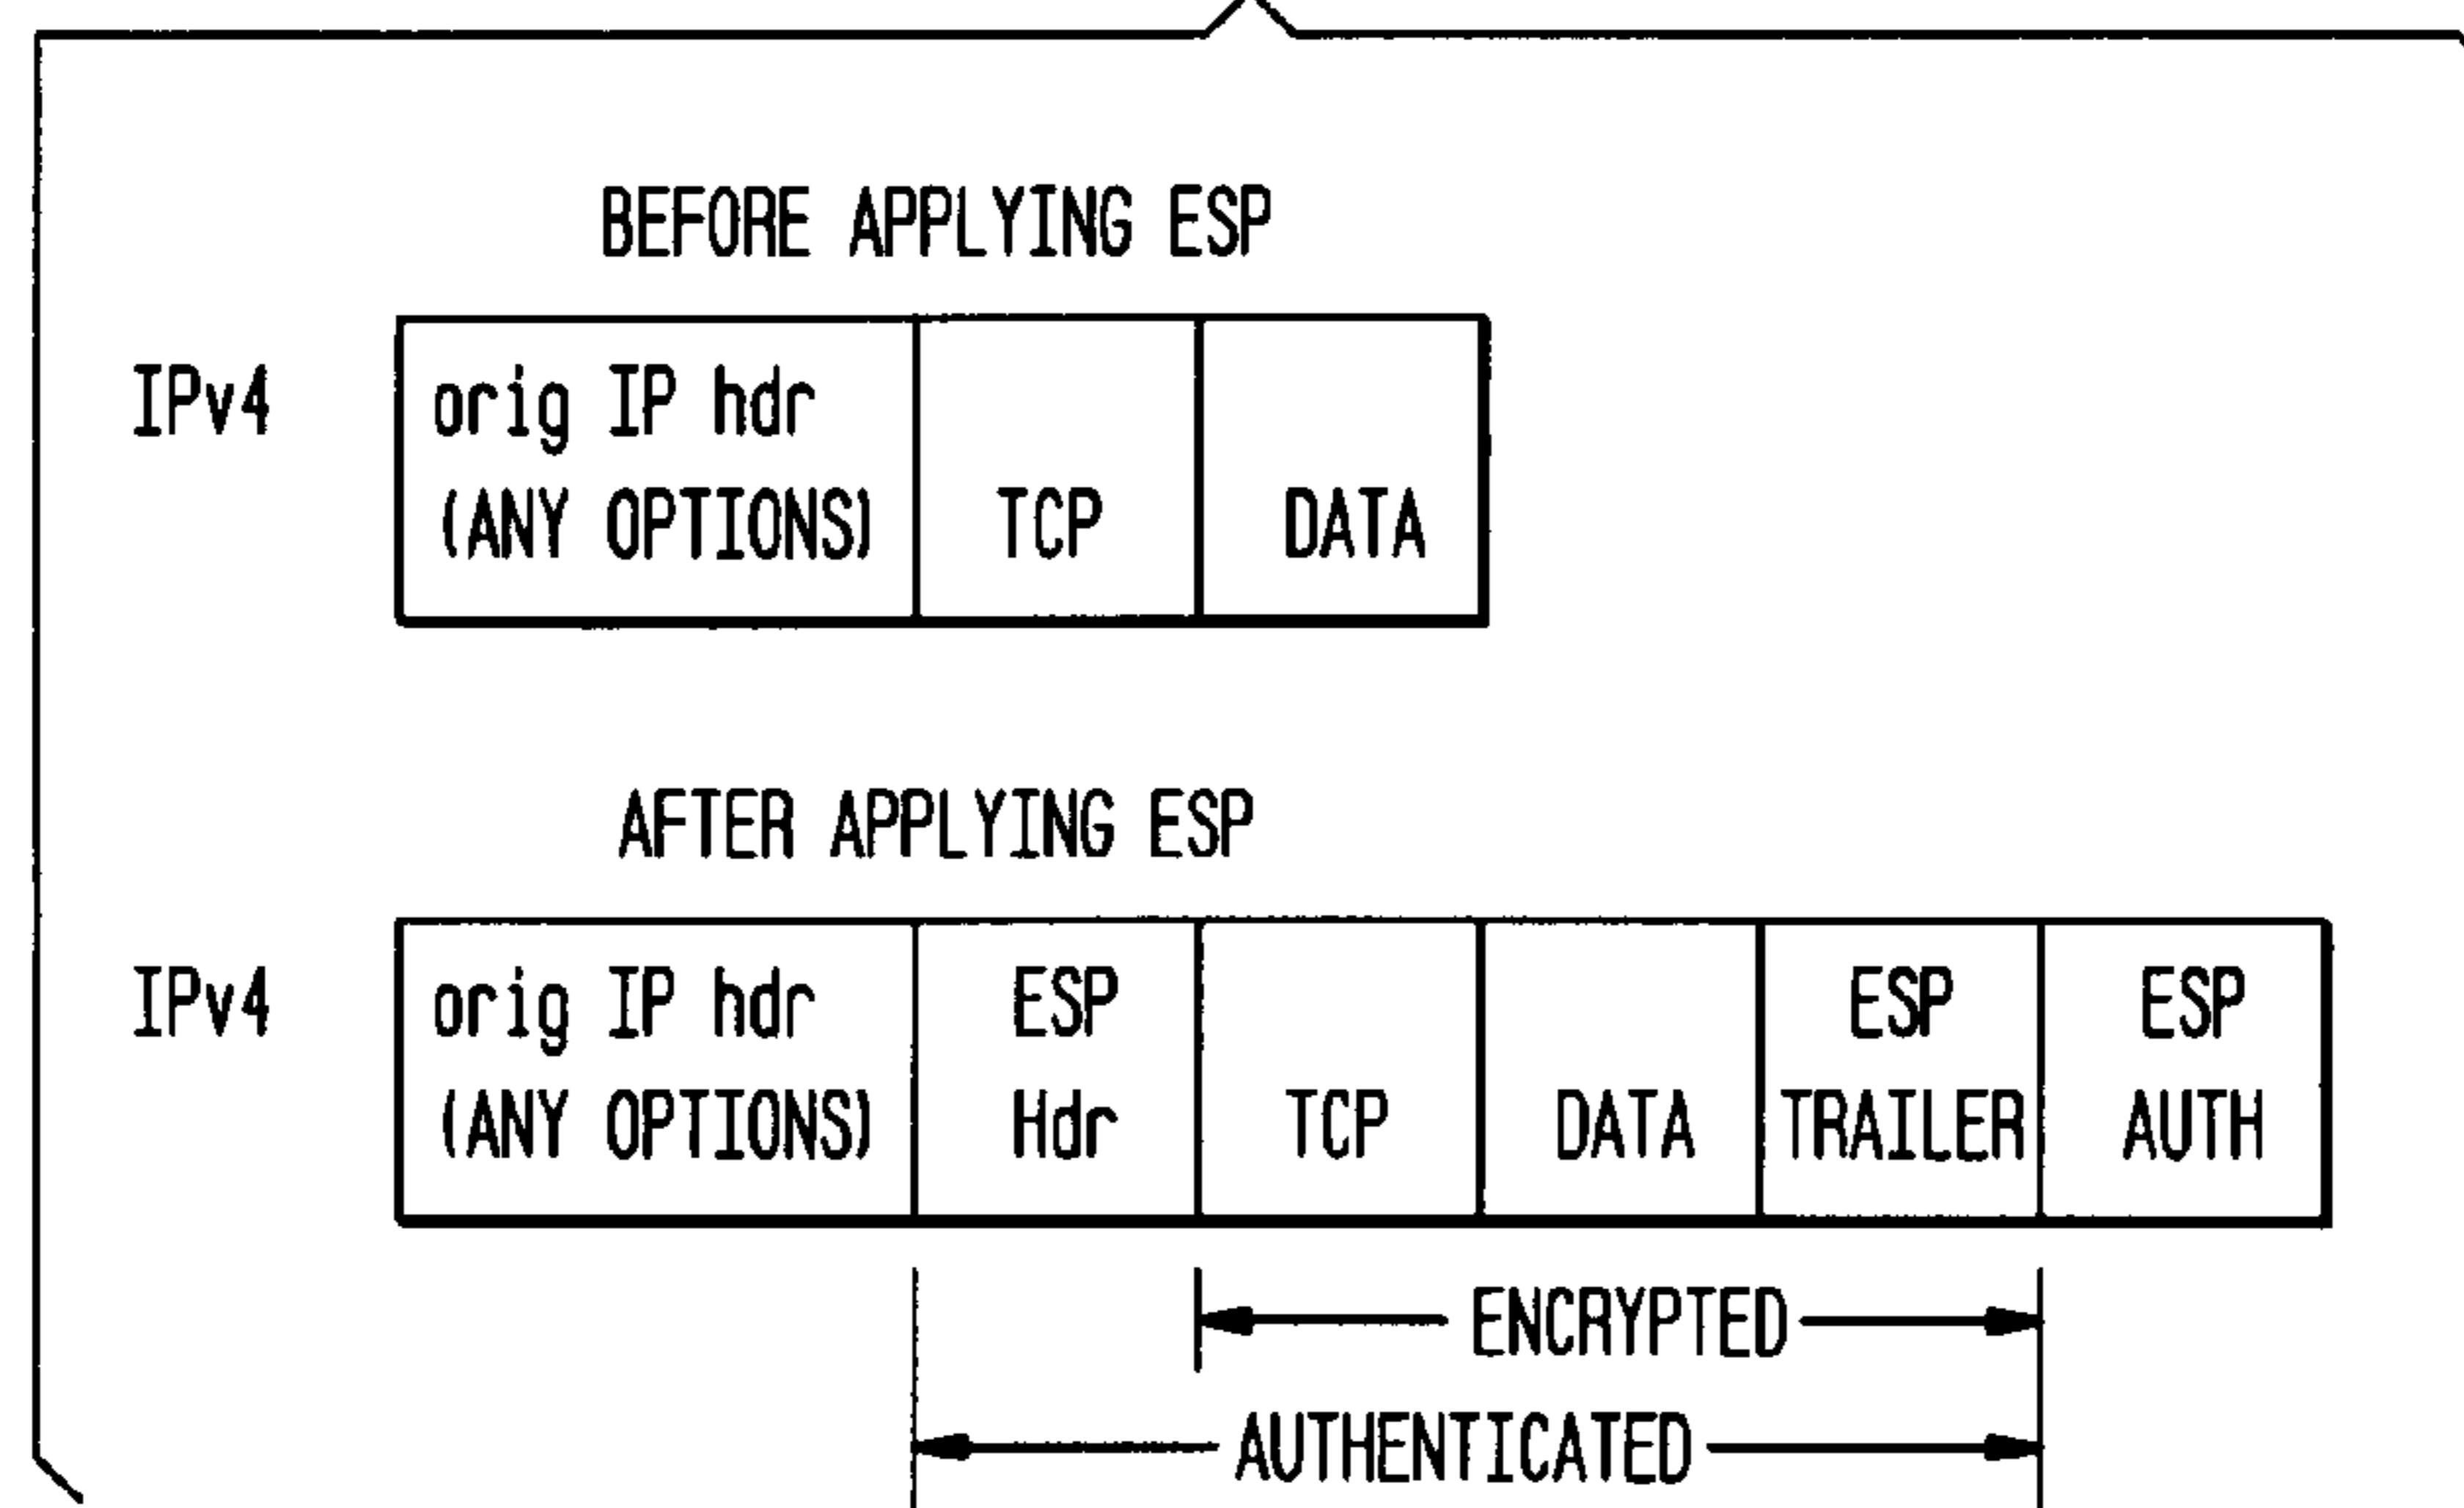 BEFORE APPLYING ESP
IPv4
orig IP hdr
(ANY OPTIONS)
TCP
DATA
AFTER APPLYING ESP
IPv4
orig IP hdr
(ANY OPTIONS)
ESP
Hdr
TCP
DATA
ESP
TRAILER
ESP
AUTH
ENCRYPTED
AUTHENTICATED